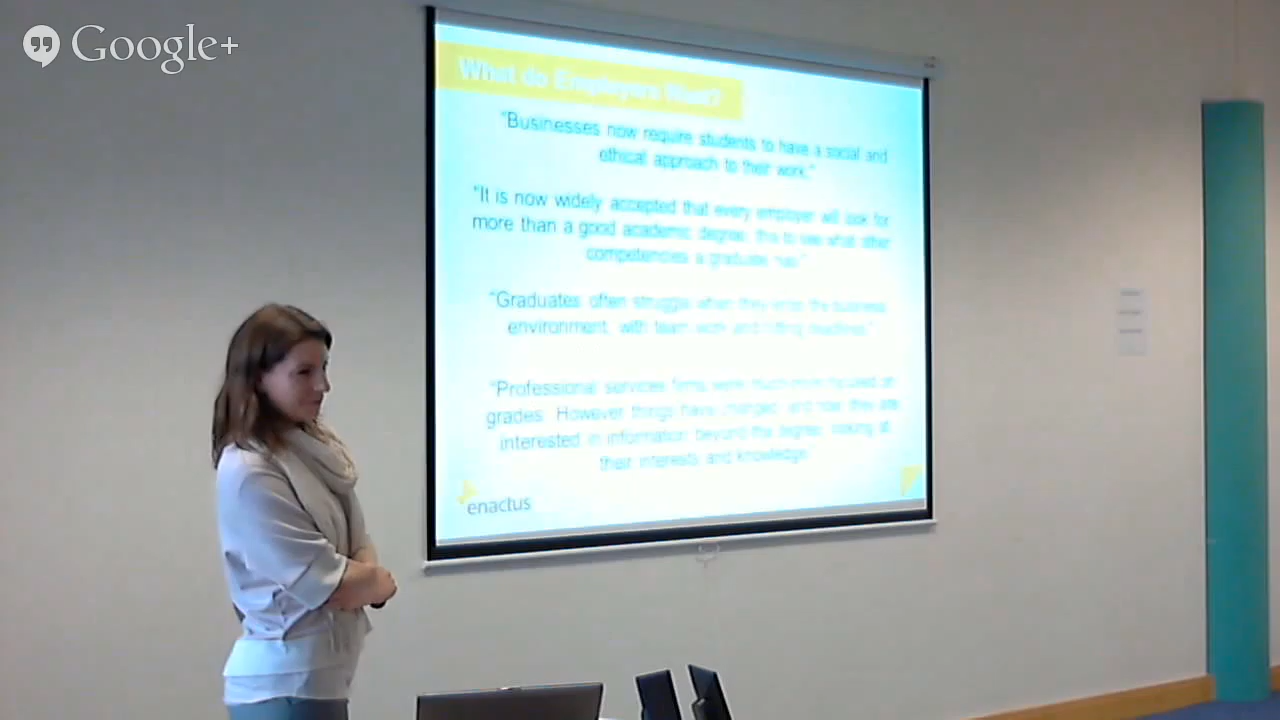 Google+
What do Employers Want?
"Businesses now require students to have a social and
ethical approach to their work."
"It is now widely accepted that every employer will look for
more than a good academic degree, this to see what other
competencies a graduate has."
"Graduates often struggle when they enter the business
environment, with team work and hitting deadlines."
"Professional services firms were much more focused on
grades. However things have changed, and now they are
interested in information beyond the degree, looking at
their interests and knowledge.
enactus